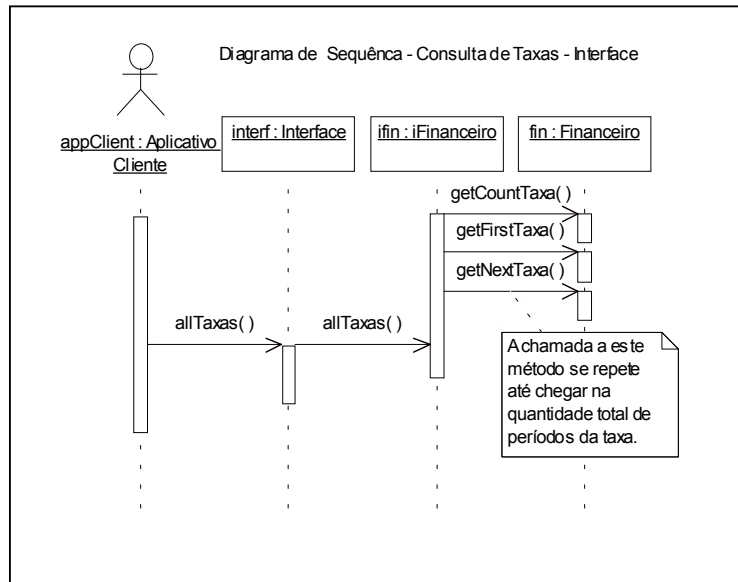 Diagrama de Sequênca - Consulta de Taxas - Interface
appClient : Aplicativo
Cliente
interf : Interface
ifin : iFinanceiro
fin : Financeiro
getCountTaxa( )
getFirstTaxa( )
getNextTaxa( )
allTaxas( )
allTaxas( )
A chamada a este
método se repete
até chegar na
quantidade total de
períodos da taxa.